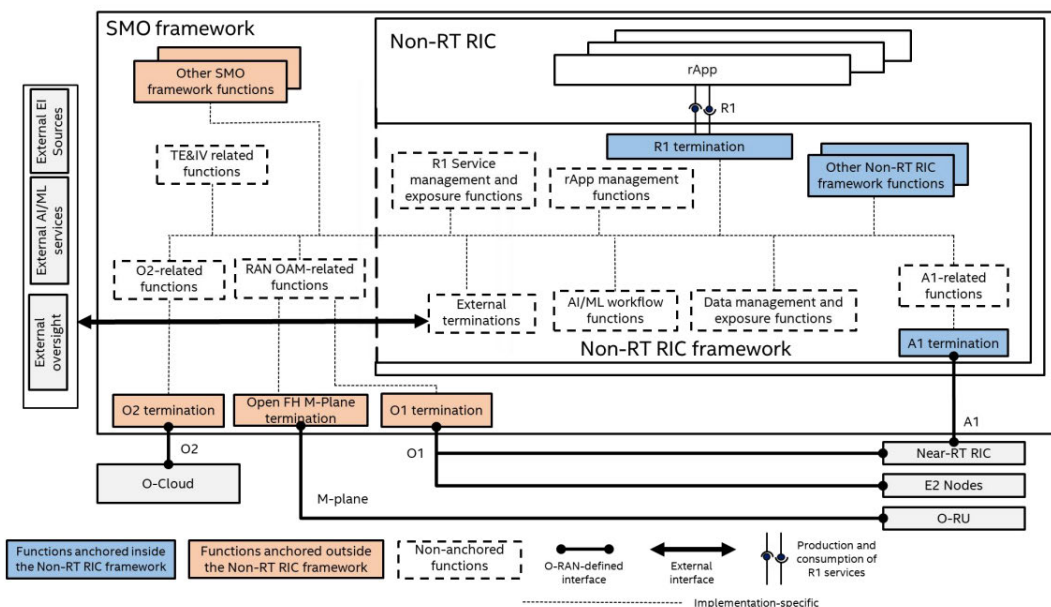 SMO framework
Non-RT RIC
Other SMO
framework functions
rApp
R1
External EI
Sources
External AI/ML
services
External
oversight
TE&IV related
functions
R1 Service
management and
exposure functions
rApp management
functions
R1 termination
Other Non-RT RIC
framework functions
O2-related
functions
RAN OAM-related
functions
External
terminations
AI/ML workflow
functions
Data management and
exposure functions
A1-related
functions
Non-RT RIC framework
A1 termination
O2 termination
Open FH M-Plane
termination
O1 termination
A1
O2
O1
Near-RT RIC
O-Cloud
E2 Nodes
M-plane
O-RU
Functions anchored inside
the Non-RT RIC framework
Functions anchored outside
the Non-RT RIC framework
Non-anchored
functions
O-RAN-defined
interface
External
interface
Production and
consumption of
R1 services
Implementation-specific